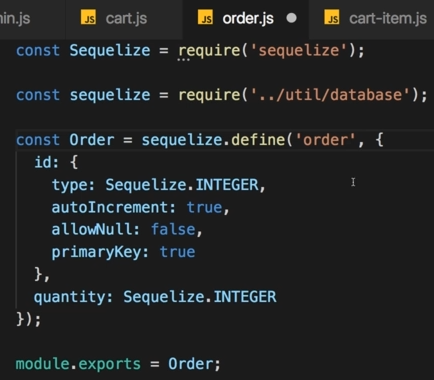 in.js JS cart.js JS order.js JS cart-item.js
const Sequelize = require('sequelize');
const sequelize = require('../util/database');
const Order = sequelize.define('order', {
id: {
type: Sequelize.INTEGER,
autoIncrement: true,
allowNull: false,
primaryKey: true
},
quantity: Sequelize.INTEGER
});
module.exports = Order;